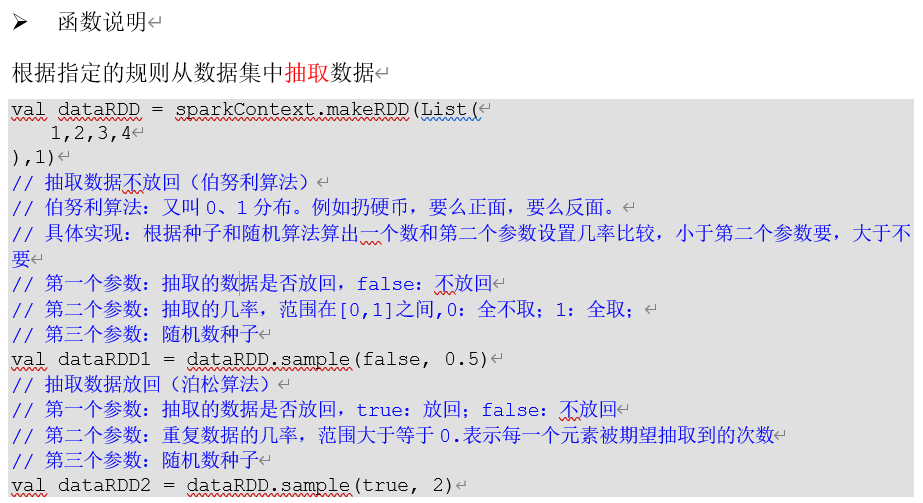 ➢ 函数说明↵
根据指定的规则从数据集中抽取数据↵
val dataRDD = sparkContext.makeRDD(List(↵
1,2,3,4↵
),1)↵
// 抽取数据不放回（伯努利算法）↵
// 伯努利算法：又叫 0、1 分布。例如扔硬币，要么正面，要么反面。↵
// 具体实现：根据种子和随机算法算出一个数和第二个参数设置几率比较，小于第二个参数要，大于不
要↵
// 第一个参数：抽取的数据是否放回，false：不放回↵
// 第二个参数：抽取的几率，范围在[0,1]之间,0：全不取；1：全取；↵
// 第三个参数：随机数种子↵
val dataRDD1 = dataRDD.sample(false, 0.5)↵
// 抽取数据放回（泊松算法）↵
// 第一个参数：抽取的数据是否放回，true：放回；false：不放回↵
// 第二个参数：重复数据的几率，范围大于等于 0.表示每一个元素被期望抽取到的次数↵
// 第三个参数：随机数种子↵
val dataRDD2 = dataRDD.sample(true, 2)↵